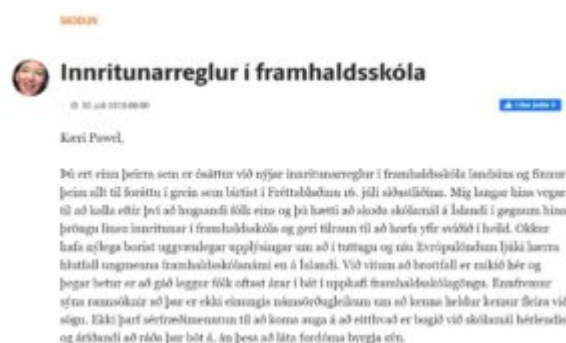 SKOÐUN
Innritunarreglur í framhaldsskóla
Kæri Pawel,
Þú ert einn þeirra sem er ósáttur við nýjar innritunarreglur í framhaldsskóla landsins og finnur
þeim allt til foráttu í grein sem birtist í Fréttablaðinu 16. júlí síðastliðinn. Mig langar hins vegar
til að kalla eftir því að hugsandi fólk eins og þú hætti að skoða skólamál á Íslandi í gegnum hina
þröngu linsu innritunar í framhaldsskóla og geri tilraun til að horfa yfir sviðið í heild. Okkur
hafa nýlega borist uggvænlegar upplýsingar um að í tuttugu og níu Evrópulöndum ljúki hærra
hlutfall ungmenna framhaldsskólanámi en á Íslandi. Við vitum að brottfall er mikið hér og
þegar betur er að gáð leggur fólk oftast árar í bát í upphafi framhaldsskólagöngu. Ennfremur
sýna rannsóknir að þar er ekki einungis námsörðugleikum um að kenna heldur kemur fleira við
sögu. Ekki þarf sérfræðimenntun til að koma auga á að eitthvað er bogið við skólamál hérlendis
og áríðandi að ráða þar bót á, án þess að láta fordóma byrgja sýn.